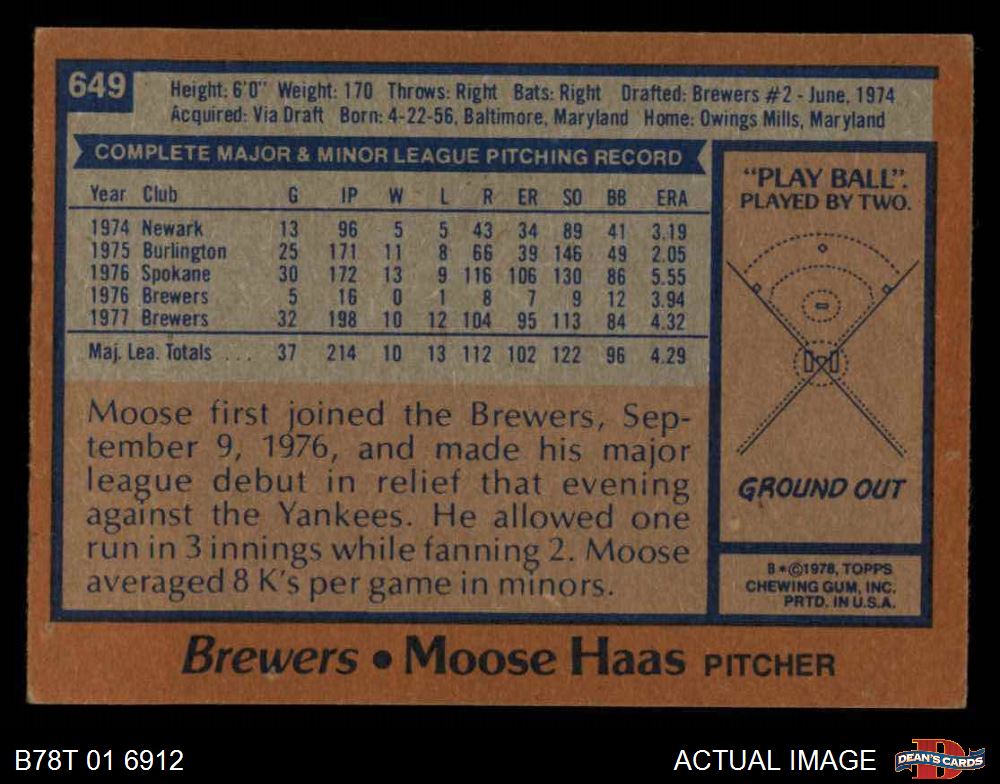 649
Height: 6'0" Weight: 170 Throws: Right Bats: Right Drafted: Brewers #2 - June, 1974
Acquired: Via Draft Born: 4-22-56, Baltimore, Maryland Home: Owings Mills, Maryland
COMPLETE MAJOR & MINOR LEAGUE PITCHING RECORD
Year Club G IP W L R ER SO BB ERA
1974 Newark 13 96 5 5 43 34 89 41 3.19
1975 Burlington 25 171 11 8 66 39 146 49 2.05
1976 Spokane 30 172 13 9 116 106 130 86 5.55
1976 Brewers 5 16 0 1 8 7 9 12 3.94
1977 Brewers 32 198 10 12 104 95 113 84 4.32
Maj. Lea. Totals ... 37 214 10 13 112 102 122 96 4.29
Moose first joined the Brewers, Sep-
tember 9, 1976, and made his major
league debut in relief that evening
against the Yankees. He allowed one
run in 3 innings while fanning 2. Moose
averaged 8 K's per game in minors.
"PLAY BALL".
PLAYED BY TWO.
GROUND OUT
B*©1978, TOPPS
CHEWING GUM, INC.
PRTD. IN U.S.A.
Brewers • Moose Haas PITCHER
B78T 01 6912
ACTUAL IMAGE
D
DEAN'S CARDS